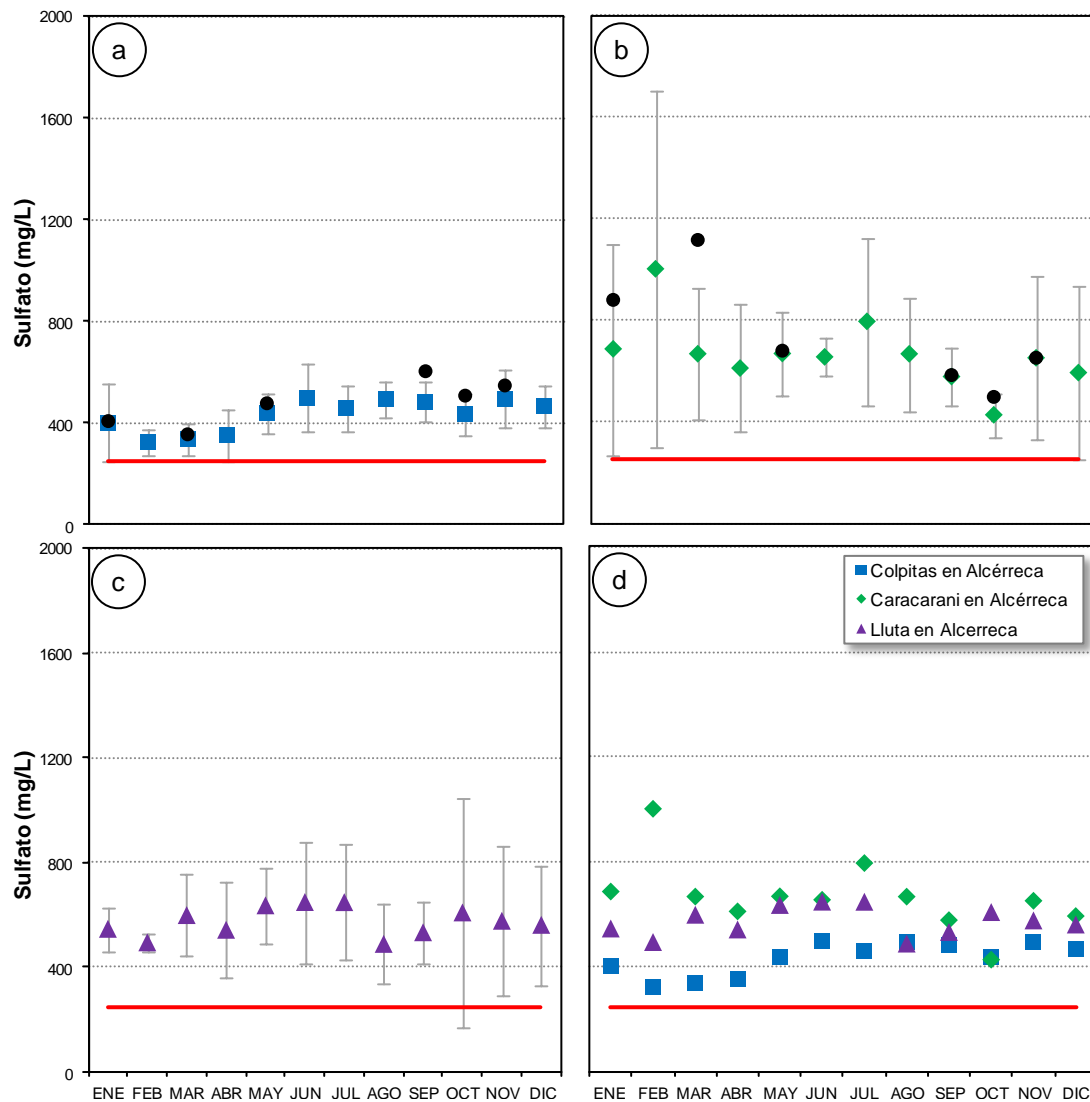 a
b
2000
1600
1200
800
400
0
Sulfato (mg/L)
c
d
2000
1600
1200
800
400
0
Sulfato (mg/L)
Colpitas en Alcérreca
Caracarani en Alcérreca
Lluta en Alcerreca
ENE FEB MAR ABR MAY JUN JUL AGO SEP OCT NOV DIC
ENE FEB MAR ABR MAY JUN JUL AGO SEP OCT NOV DIC